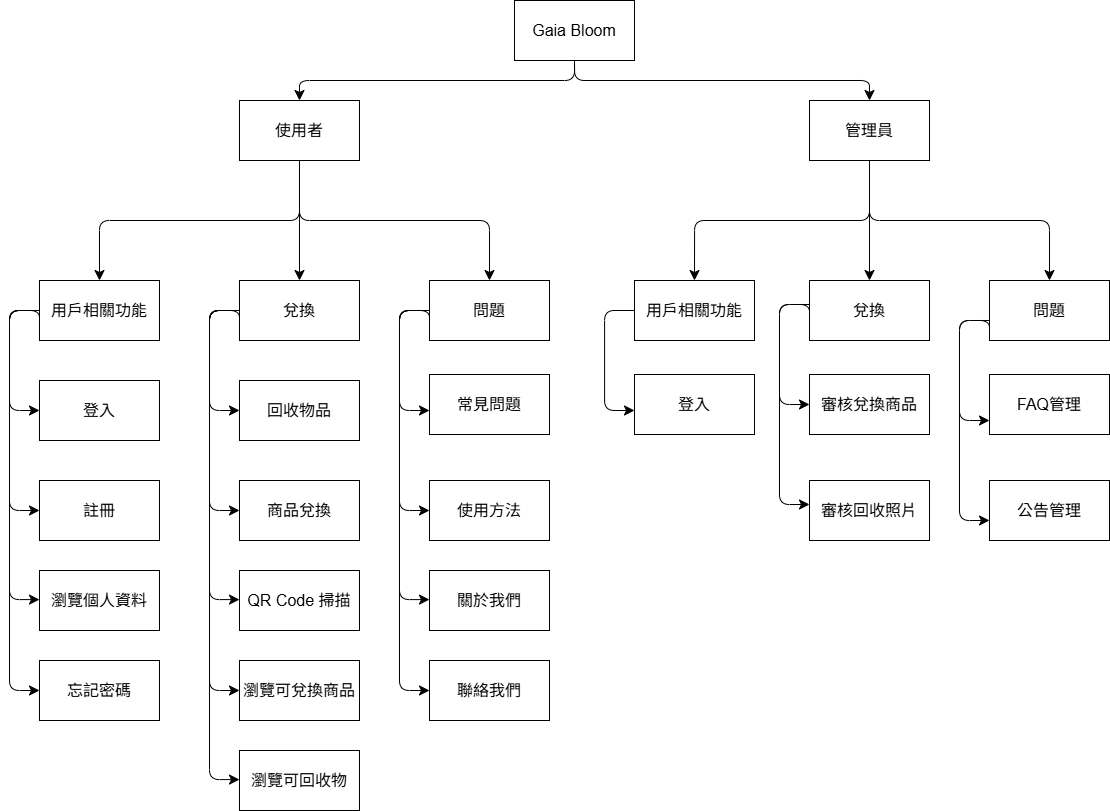 Gaia Bloom
使用者
管理員
用戶相關功能
兌換
問題
用戶相關功能
兌換
問題
登入
回收物品
常見問題
登入
審核兌換商品
FAQ管理
註冊
商品兌換
使用方法
審核回收照片
公告管理
瀏覽個人資料
QR Code 掃描
關於我們
忘記密碼
瀏覽可兌換商品
聯絡我們
瀏覽可回收物